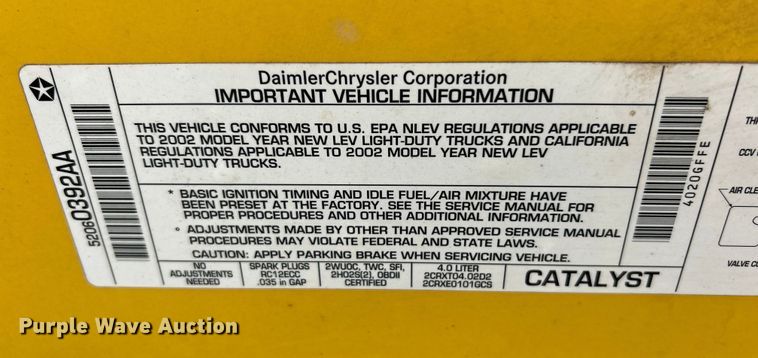 DaimlerChrysler Corporation
IMPORTANT VEHICLE INFORMATION
THIS VEHICLE CONFORMS TO U.S. EPA NLEV REGULATIONS APPLICABLE
TO 2002 MODEL YEAR NEW LEV LIGHT-DUTY TRUCKS AND CALIFORNIA
REGULATIONS APPLICABLE TO 2002 MODEL YEAR NEW LEV
LIGHT-DUTY TRUCKS.
* BASIC IGNITION TIMING AND IDLE FUEL/AIR MIXTURE HAVE
BEEN PRESET AT THE FACTORY. SEE THE SERVICE MANUAL FOR
PROPER PROCEDURES AND OTHER ADDITIONAL INFORMATION.
° ADJUSTMENTS MADE BY OTHER THAN APPROVED SERVICE MANUAL
PROCEDURES MAY VIOLATE FEDERAL AND STATE LAWS.
CAUTION: APPLY PARKING BRAKE WHEN SERVICING VEHICLE.
NO
ADJUSTMENTS
NEEDED
SPARK PLUGS
RC12ECC
.035 in GAP
2WUOC, TWC, SFI,
2HO2S(2), OBDII
CERTIFIED
4.0 LITER
2CRXT04.02D2
2CRXE0101GCS
CATALYST
52060392AA
4020GFFE
TH
CCV
AIR CLE
VALVE CO
Purple Wave Auction